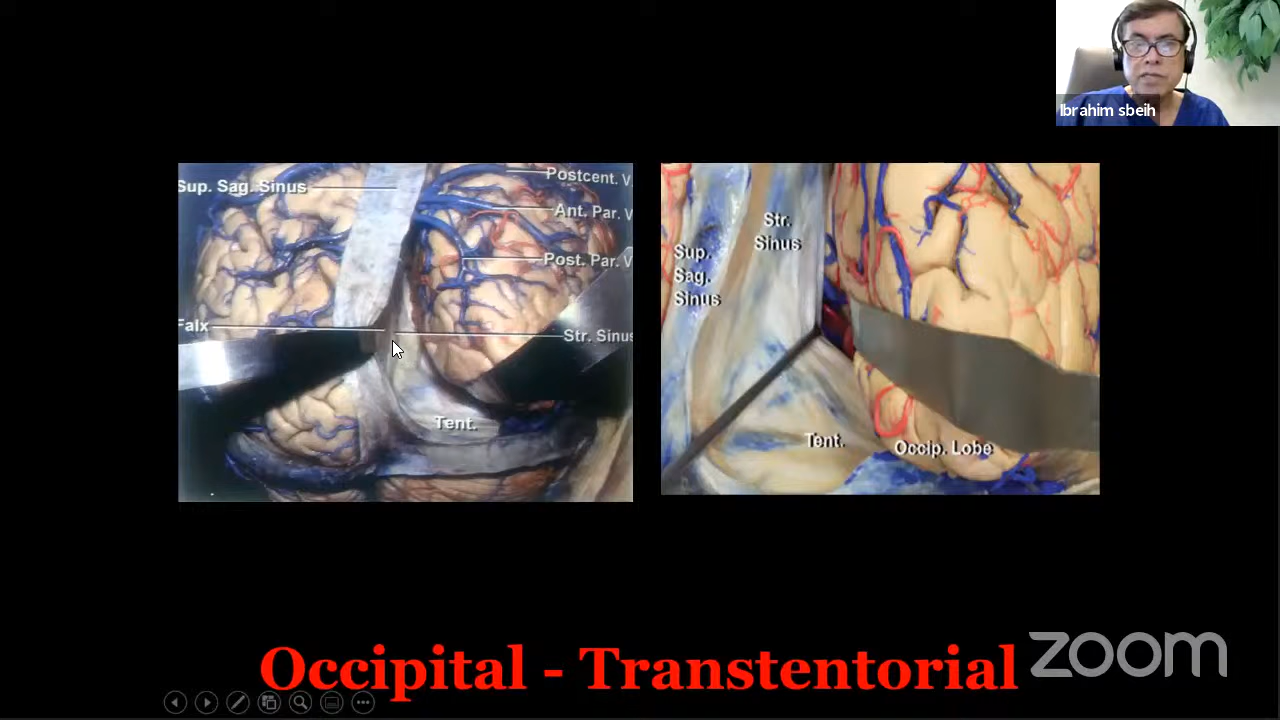 Ibrahim sbeih
Sup. Sag. Sinus
Postcent. V
Ant. Par. V
Post. Par. V
Falx
Str. Sinus
Tent.
Str.
Sinus
Sup.
Sag.
Sinus
Tent.
Occip. Lobe
Occipital - Transtentorial
zoom